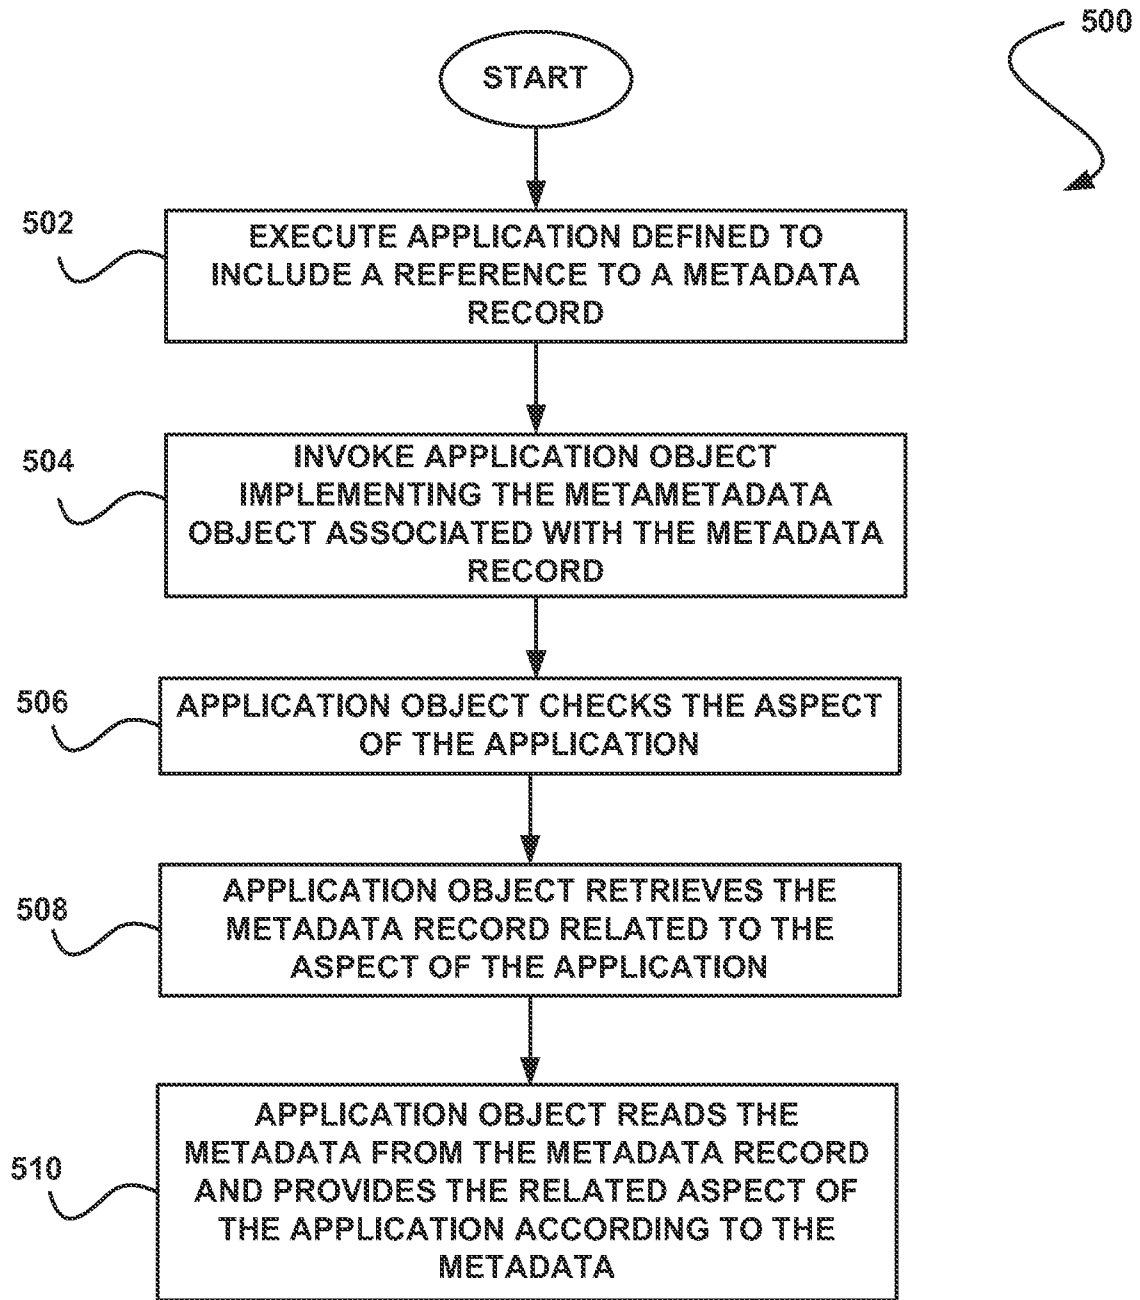 500
START
502
EXECUTE APPLICATION DEFINED TO
INCLUDE A REFERENCE TO A METADATA
RECORD
504
INVOKE APPLICATION OBJECT
IMPLEMENTING THE METAMETADATA
OBJECT ASSOCIATED WITH THE METADATA
RECORD
506
APPLICATION OBJECT CHECKS THE ASPECT
OF THE APPLICATION
508
APPLICATION OBJECT RETRIEVES THE
METADATA RECORD RELATED TO THE
ASPECT OF THE APPLICATION
510
APPLICATION OBJECT READS THE
METADATA FROM THE METADATA RECORD
AND PROVIDES THE RELATED ASPECT OF
THE APPLICATION ACCORDING TO THE
METADATA